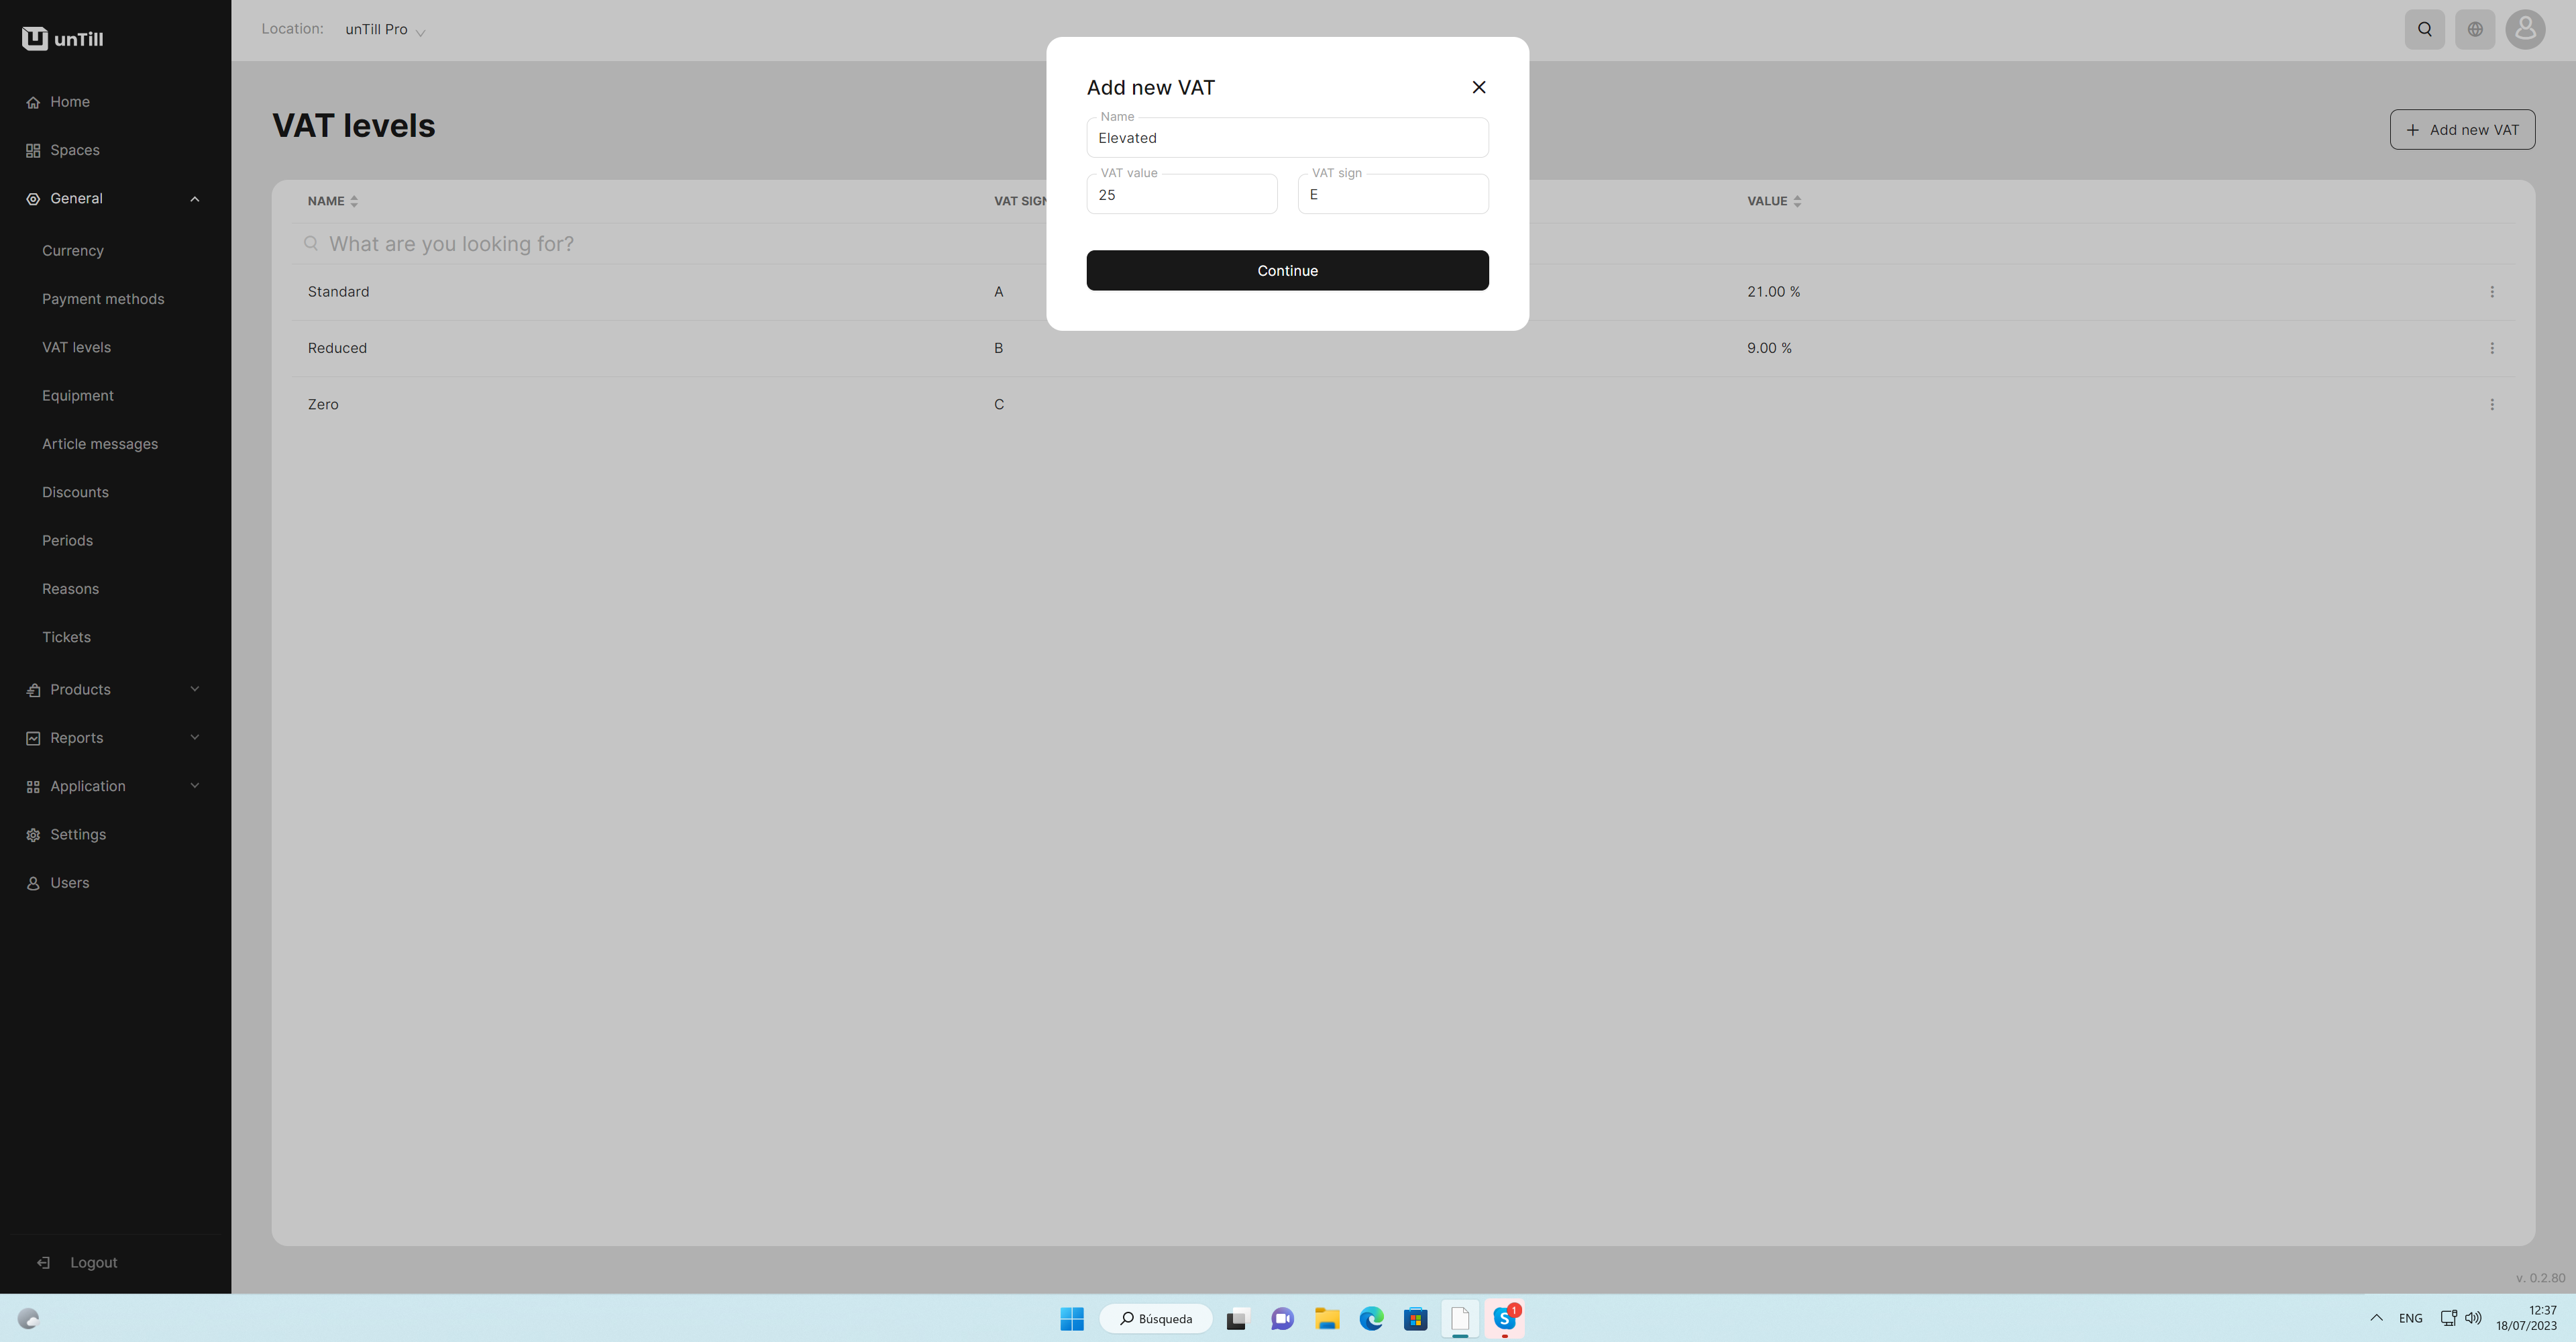 unTill
Location: unTill Pro
Home
Spaces
General
Currency
Payment methods
VAT levels
Equipment
Article messages
Discounts
Periods
Reasons
Tickets
Products
Reports
Application
Settings
Users
Logout
VAT levels
Add new VAT
NAME VAT SIGN VALUE
What are you looking for?
Standard A 21.00 %
Reduced B 9.00 %
Zero C
Add new VAT
Name
Elevated
VAT value VAT sign
25 E
Continue
v. 0.2.80
Búsqueda
1
ENG
12:37
18/07/2023